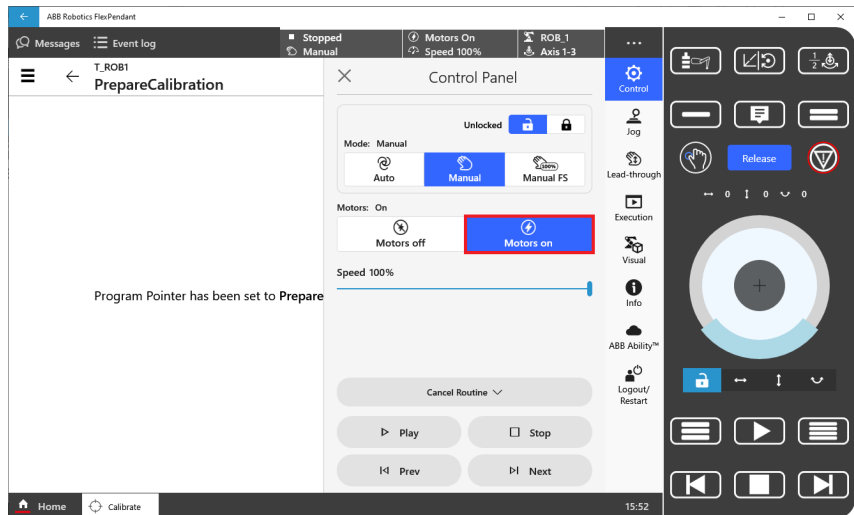 ABB Robotics FlexPendant
Messages
Event log
Stopped
Manual
Motors On
Speed 100%
ROB_1
Axis 1-3
T_ROB1
PrepareCalibration
Program Pointer has been set to Prepare
Control Panel
Unlocked
Mode: Manual
Auto
Manual
100%
Manual FS
Motors: On
Motors off
Motors on
Speed 100%
Cancel Routine
Play
Stop
Prev
Next
Control
Jog
Lead-through
Execution
Visual
Info
ABB Ability™
Logout/
Restart
1/2
Release
0 0 0
Home
Calibrate
15:52